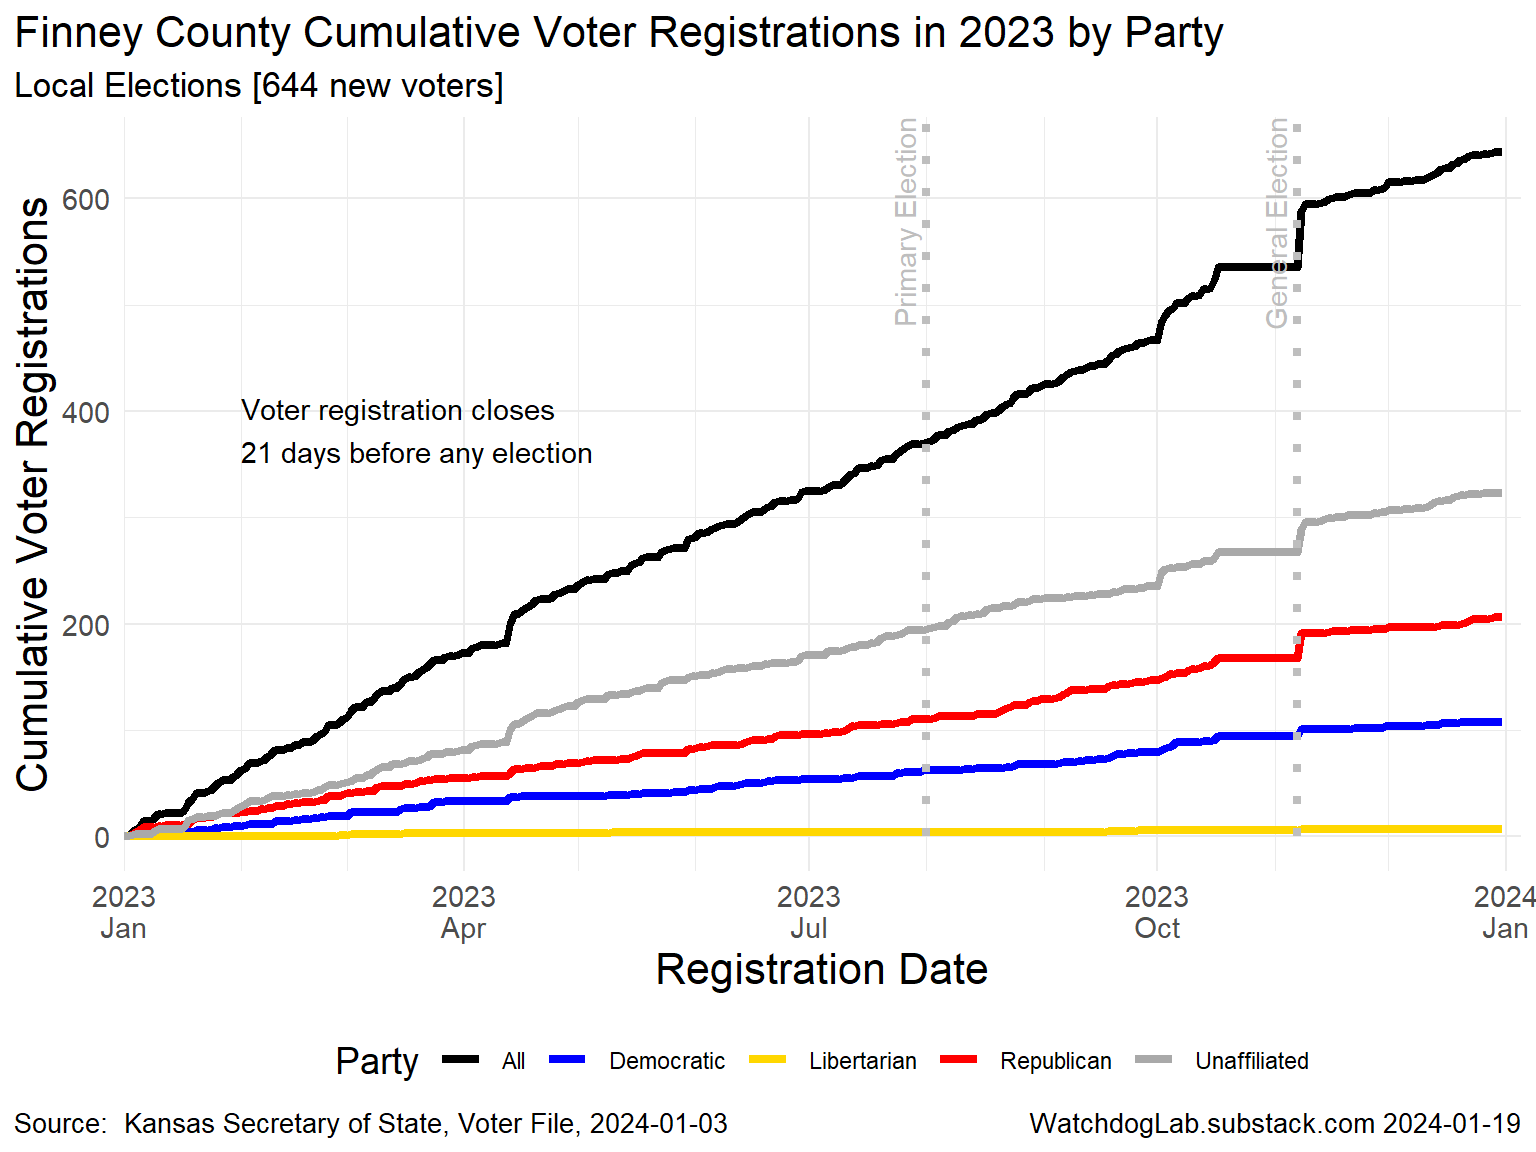 Finney County Cumulative Voter Registrations in 2023 by Party
Local Elections [644 new voters]
Cumulative Voter Registrations
600
400
200
0
Primary Election
General Election
Voter registration closes
21 days before any election
2023
Jan
2023
Apr
2023
Jul
2023
Oct
2024
Jan
Registration Date
Party All Democratic Libertarian Republican Unaffiliated
Source:  Kansas Secretary of State, Voter File, 2024-01-03
WatchdogLab.substack.com 2024-01-19